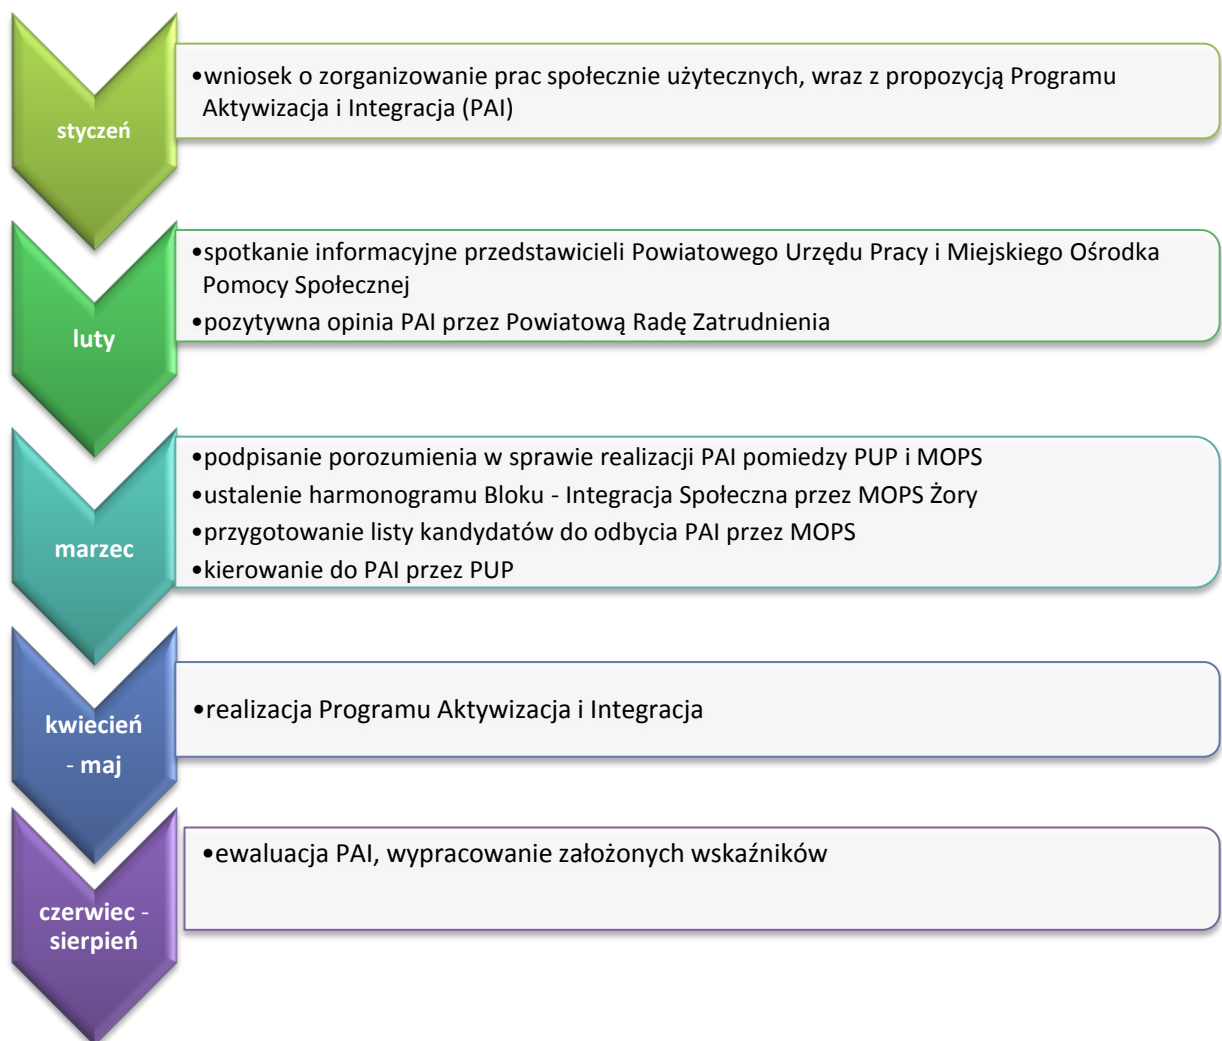 styczeń
•wniosek o zorganizowanie prac społecznie użytecznych, wraz z propozycją Programu
Aktywizacja i Integracja (PAI)
luty
•spotkanie informacyjne przedstawicieli Powiatowego Urzędu Pracy i Miejskiego Ośrodka
Pomocy Społecznej
•pozytywna opinia PAI przez Powiatową Radę Zatrudnienia
marzec
•podpisanie porozumienia w sprawie realizacji PAI pomiedzy PUP i MOPS
•ustalenie harmonogramu Bloku - Integracja Społeczna przez MOPS Żory
•przygotowanie listy kandydatów do odbycia PAI przez MOPS
•kierowanie do PAI przez PUP
kwiecień
- maj
•realizacja Programu Aktywizacja i Integracja
czerwiec -
sierpień
•ewaluacja PAI, wypracowanie założonych wskaźników